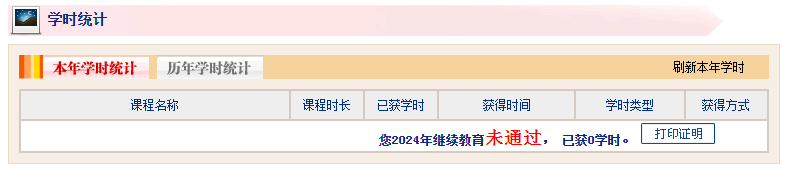 学时统计
本年学时统计 历年学时统计 刷新本年学时
课程名称 课程时长 已获学时 获得时间 学时类型 获得方式
您2024年继续教育未通过， 已获0学时。 打印证明